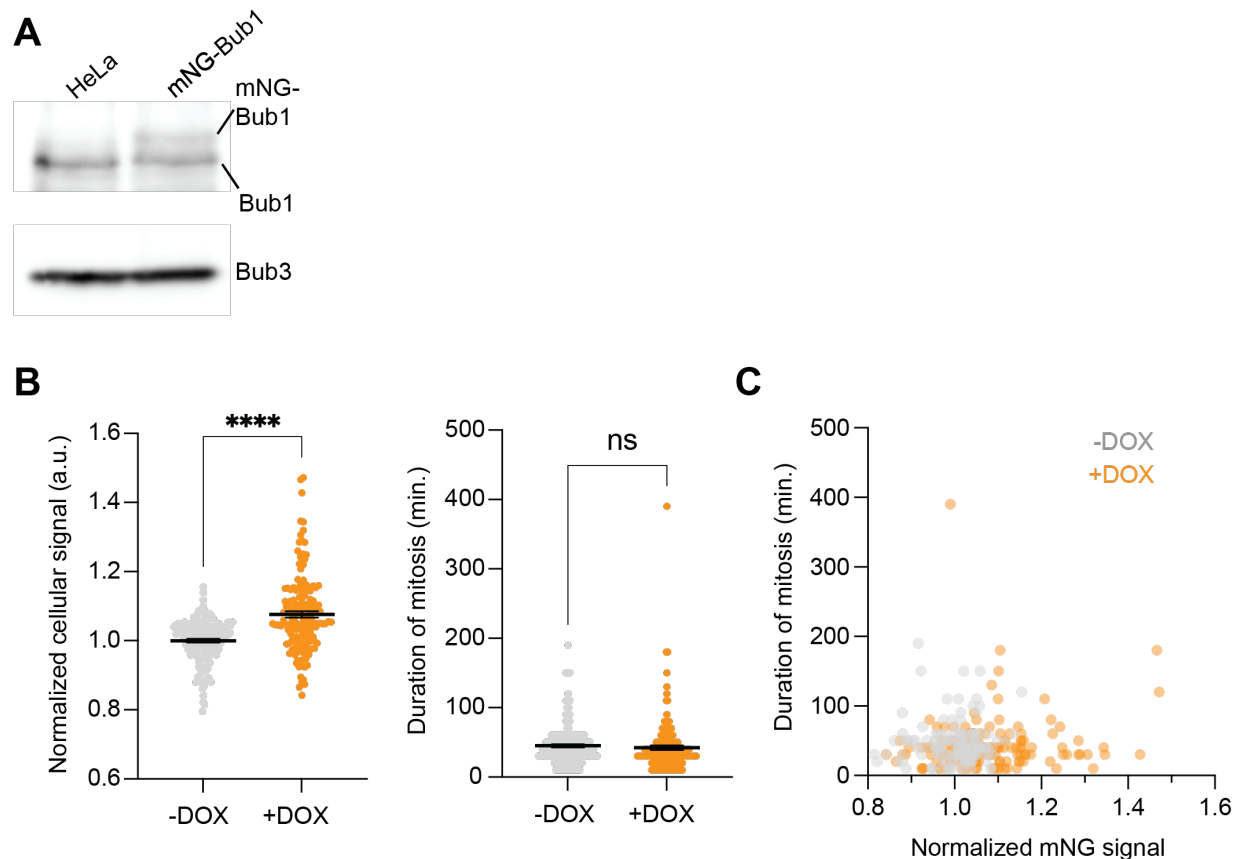 A
HeLa
mNG-Bub1
mNG-
Bub1
Bub1
Bub3
B
Normalized cellular signal (a.u.)
1.6
1.4
1.2
1.0
0.8
0.6
****
-DOX
+DOX
Duration of mitosis (min.)
500
400
300
200
100
0
ns
-DOX
+DOX
C
Duration of mitosis (min.)
500
400
300
200
100
0
-DOX
+DOX
0.8
1.0
1.2
1.4
1.6
Normalized mNG signal